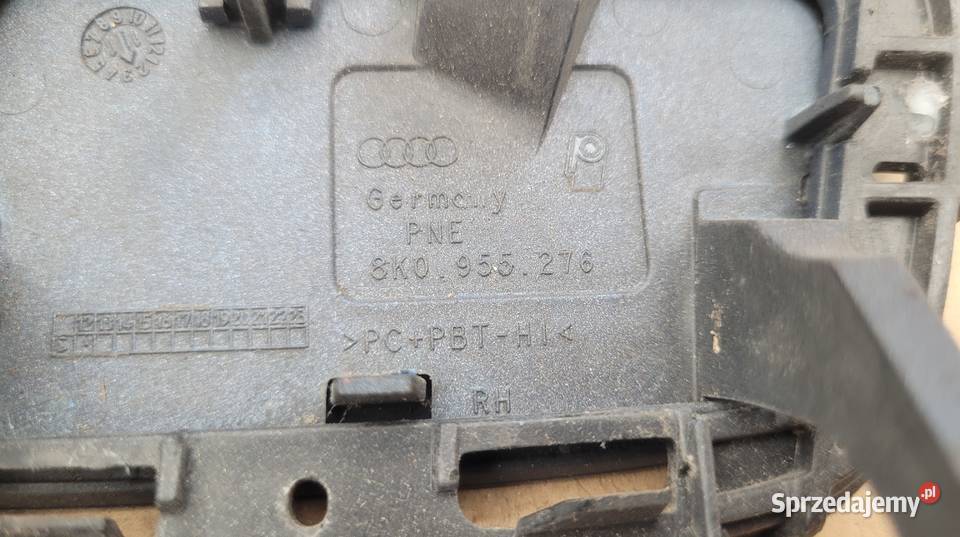 Germany
PNE
8K0.955.276
>PC+PBT-HI<
RH
Sprzedajemy.pl